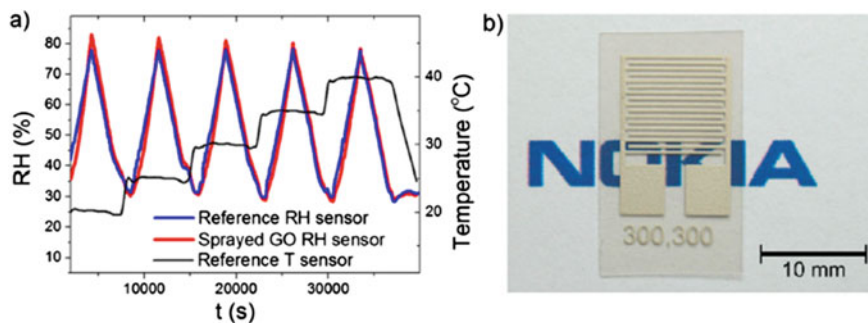 a)
80
70
60
50
40
30
20
10
RH (%)
40
30
20
Temperature (°C)
Reference RH sensor
Sprayed GO RH sensor
Reference T sensor
10000
20000
30000
t (s)
b)
NOKIA
300,300
10 mm